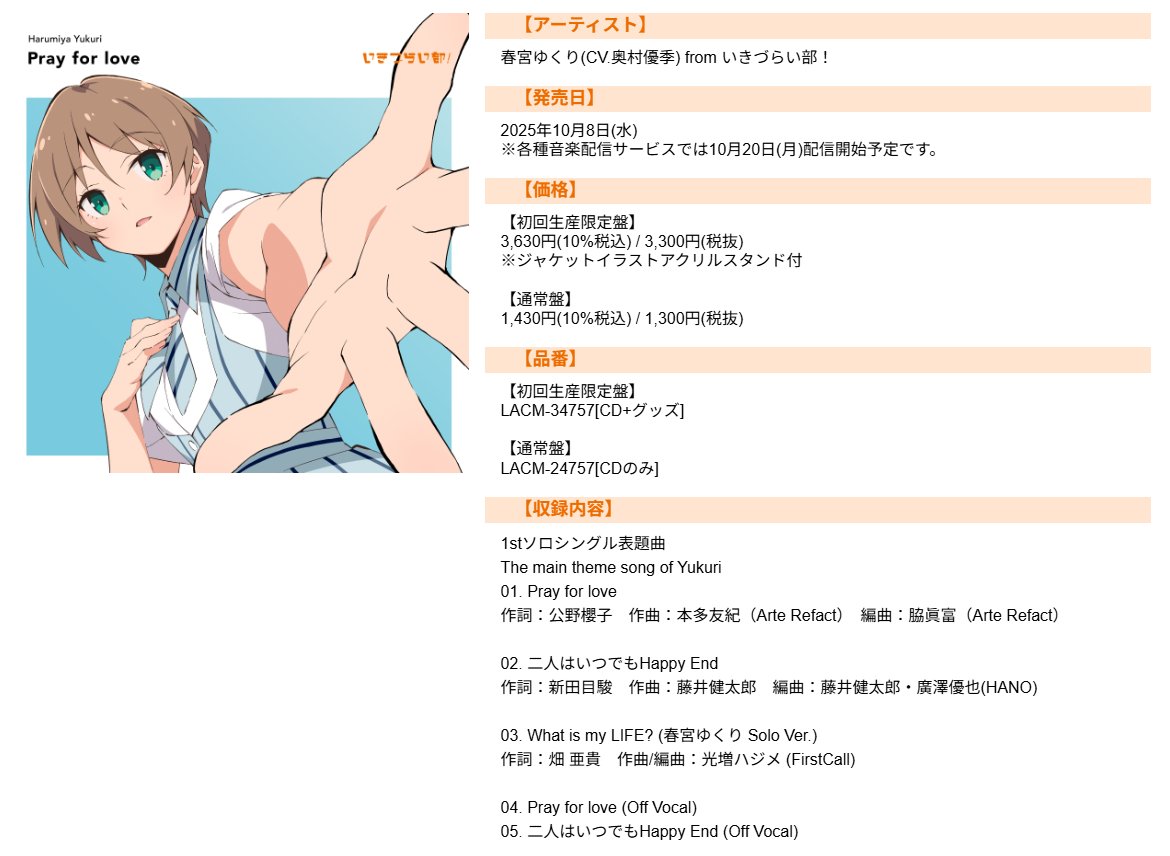 Harumiya Yukuri
Pray for love
いきづらい部!
【アーティスト】
春宮ゆくり(CV.奥村優季) from いきづらい部！
【発売日】
2025年10月8日(水)
※各種音楽配信サービスでは10月20日(月)配信開始予定です。
【価格】
【初回生産限定盤】
3,630円(10%税込) / 3,300円(税抜)
※ジャケットイラストアクリルスタンド付
【通常盤】
1,430円(10%税込) / 1,300円(税抜)
【品番】
【初回生産限定盤】
LACM-34757[CD+グッズ]
【通常盤】
LACM-24757[CDのみ]
【収録内容】
1stソロシングル表題曲
The main theme song of Yukuri
01. Pray for love
作詞：公野櫻子　作曲：本多友紀（Arte Refact）　編曲：脇眞富（Arte Refact）
02. 二人はいつでもHappy End
作詞：新田目駿　作曲：藤井健太郎　編曲：藤井健太郎・廣澤優也(HANO)
03. What is my LIFE? (春宮ゆくり Solo Ver.)
作詞：畑 亜貴　作曲/編曲：光増ハジメ (FirstCall)
04. Pray for love (Off Vocal)
05. 二人はいつでもHappy End (Off Vocal)